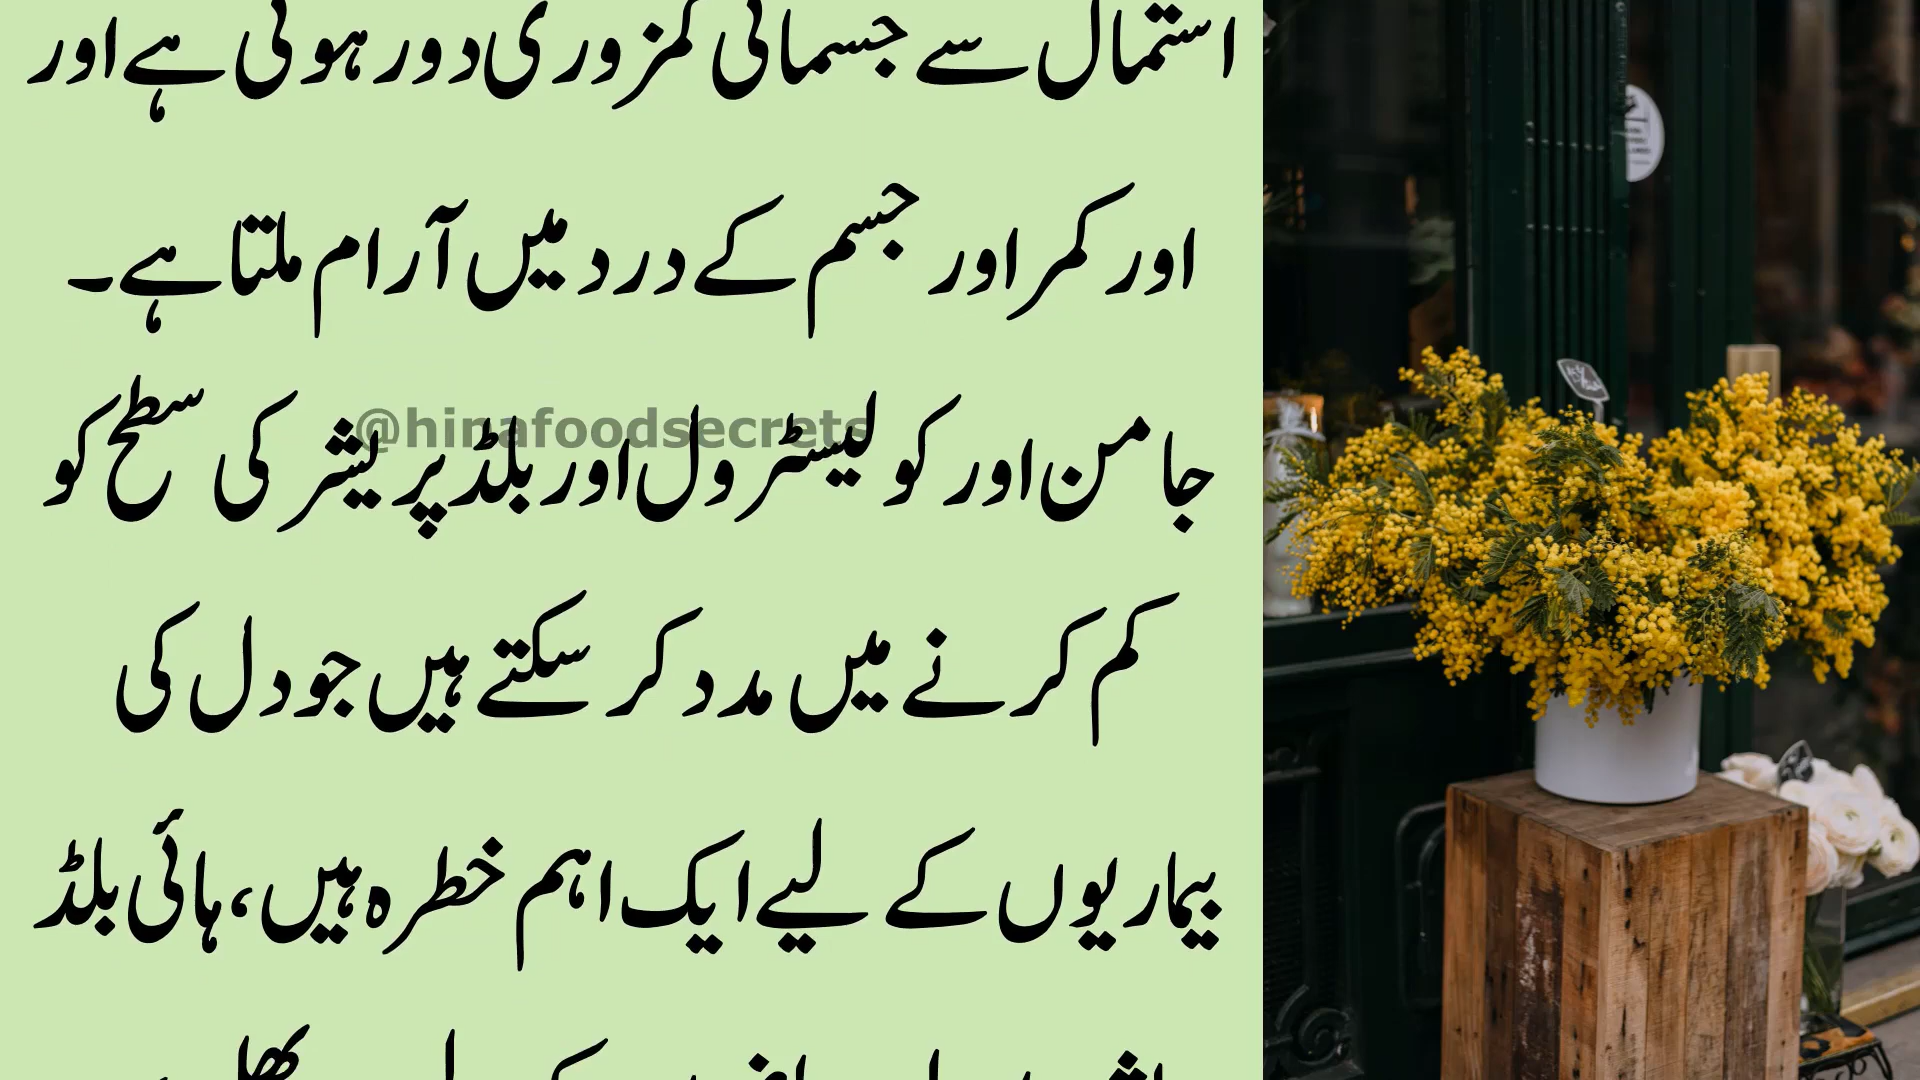 استمال سے جسمانی کمزوری دور ہوتی ہے اور
اور کمر اور جسم کے درد میں آرام ملتا ہے۔
@hinafoodsecrets
جامن اور کولیسٹرول اور بلڈ پریشر کی سطح کو
کم کرنے میں مدد کر سکتے ہیں جو دل کی
بیماریوں کے لیے ایک اہم خطرہ ہیں، ہائی بلڈ